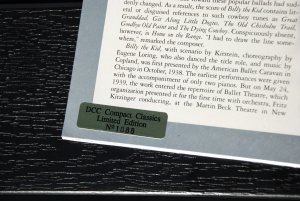 denly changed. As a result, the score of Billy the Kid contains lit-
eral or disguised references to such cowboy tunes as Great
Granddad, Git Along Little Dogie, The Old Chisholm Trail,
Goodbye Old Paint and The Dying Cowboy. Conspicuously absent,
however, is Home on the Range. "I had to draw the line some-
where," remarked the composer.
Billy the Kid, with scenario by Kirstein, choreography by
Eugene Loring, who also danced the title role, and music by
Copland, was first presented by the American Ballet Caravan in
Chicago in October, 1938. The earliest performances were given
with the accompaniment of only two pianos. But on May 24,
1939, the work entered the repertoire of Ballet Theatre, which
organization presented it for the first time with orchestra, Fritz
Kitzinger conducting, at the Martin Beck Theatre in New
DCC Compact Classics
Limited Edition
Nº1088